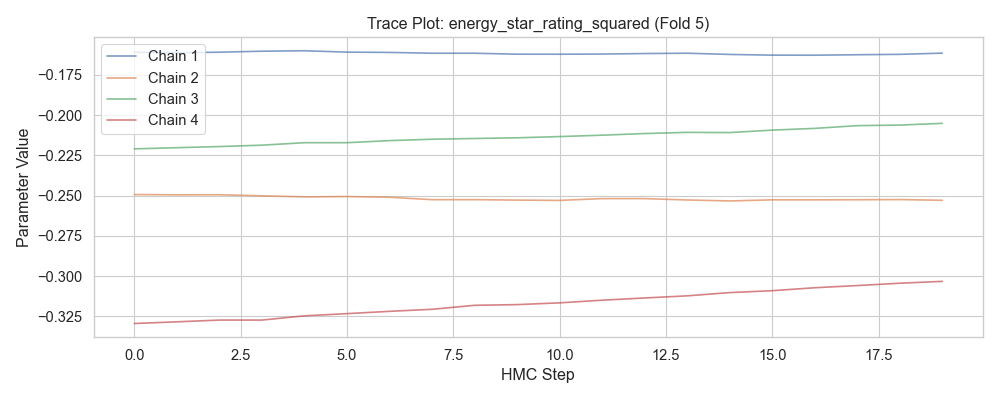 Trace Plot: energy_star_rating_squared (Fold 5)
Chain 1
Chain 2
Chain 3
Chain 4
Parameter Value
−0.175
−0.200
−0.225
−0.250
−0.275
−0.300
−0.325
0.0 2.5 5.0 7.5 10.0 12.5 15.0 17.5
HMC Step